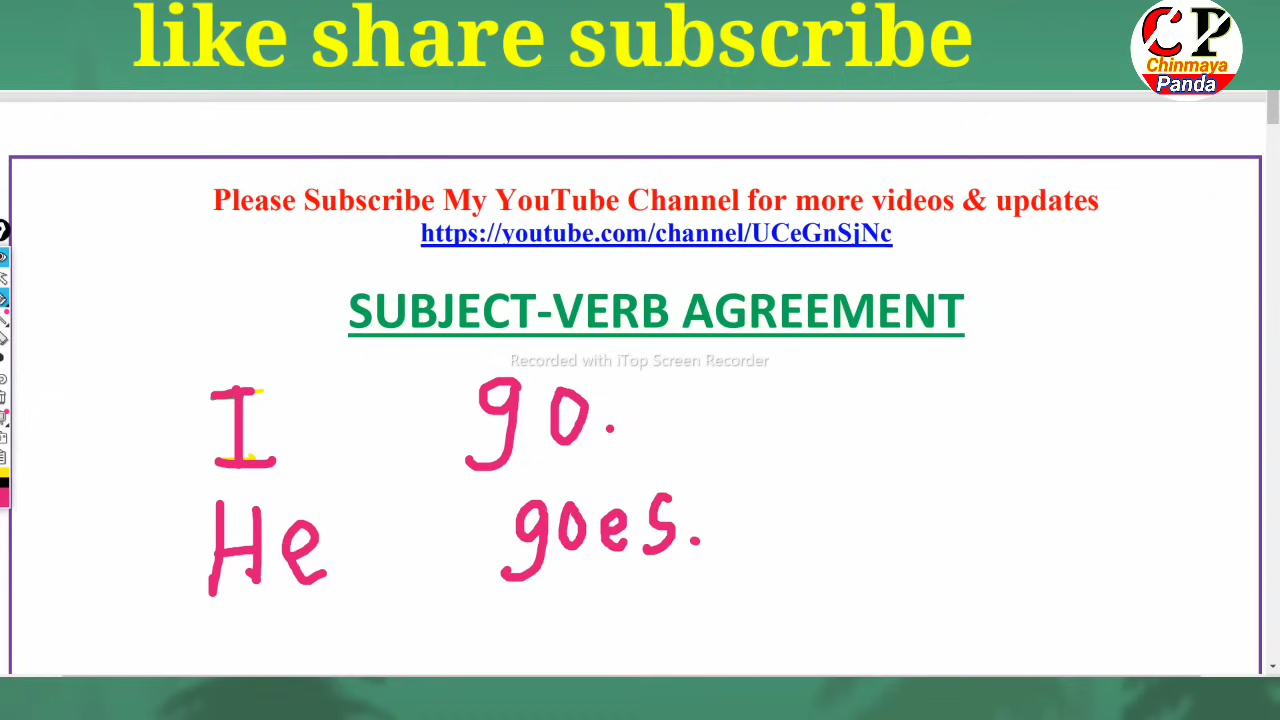 like share subscribe
CP
Chinmaya
Panda
Please Subscribe My YouTube Channel for more videos & updates
https://youtube.com/channel/UCeGnSjNc
SUBJECT-VERB AGREEMENT
Recorded with iTop Screen Recorder
I go.
He goes.